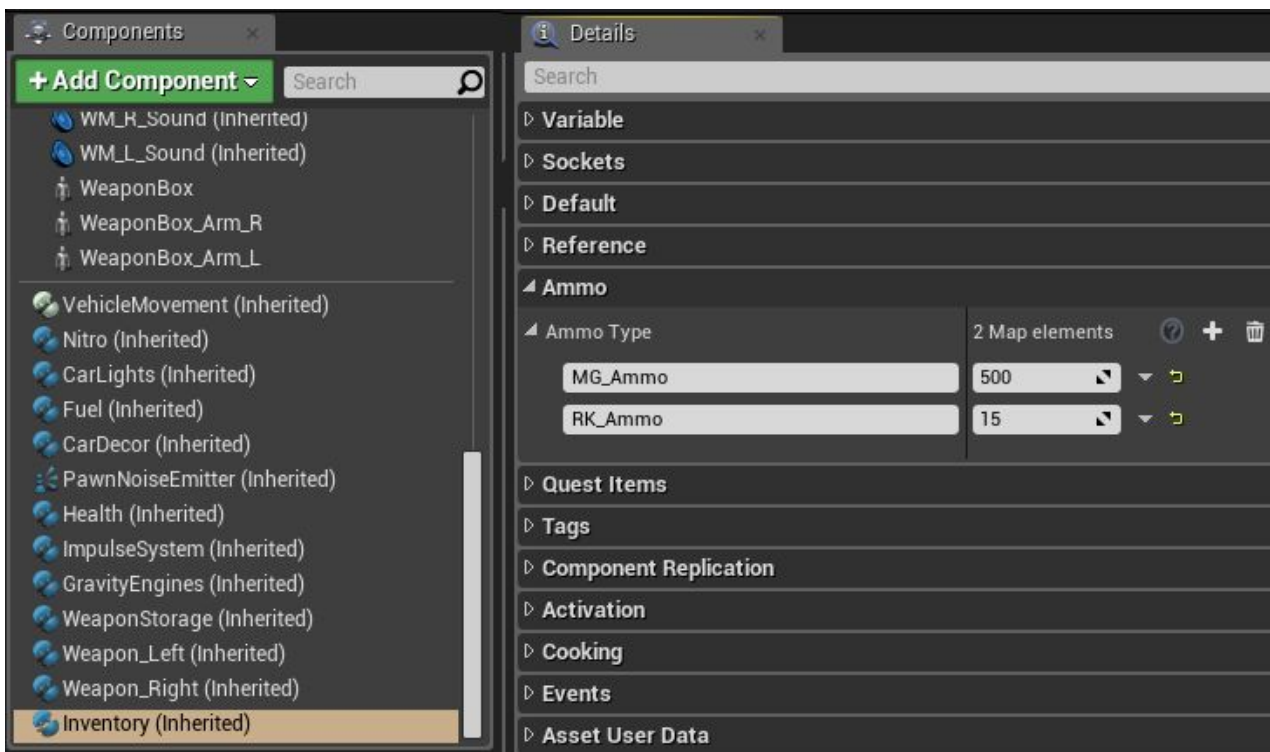 Components
+ Add Component
Search
WM_R_Sound (Inherited)
WM_L_Sound (Inherited)
WeaponBox
WeaponBox_Arm_R
WeaponBox_Arm_L
VehicleMovement (Inherited)
Nitro (Inherited)
CarLights (Inherited)
Fuel (Inherited)
CarDecor (Inherited)
PawnNoiseEmitter (Inherited)
Health (Inherited)
ImpulseSystem (Inherited)
GravityEngines (Inherited)
WeaponStorage (Inherited)
Weapon_Left (Inherited)
Weapon_Right (Inherited)
Inventory (Inherited)
Details
Search
Variable
Sockets
Default
Reference
Ammo
Ammo Type 2 Map elements
MG_Ammo 500
RK_Ammo 15
Quest Items
Tags
Component Replication
Activation
Cooking
Events
Asset User Data